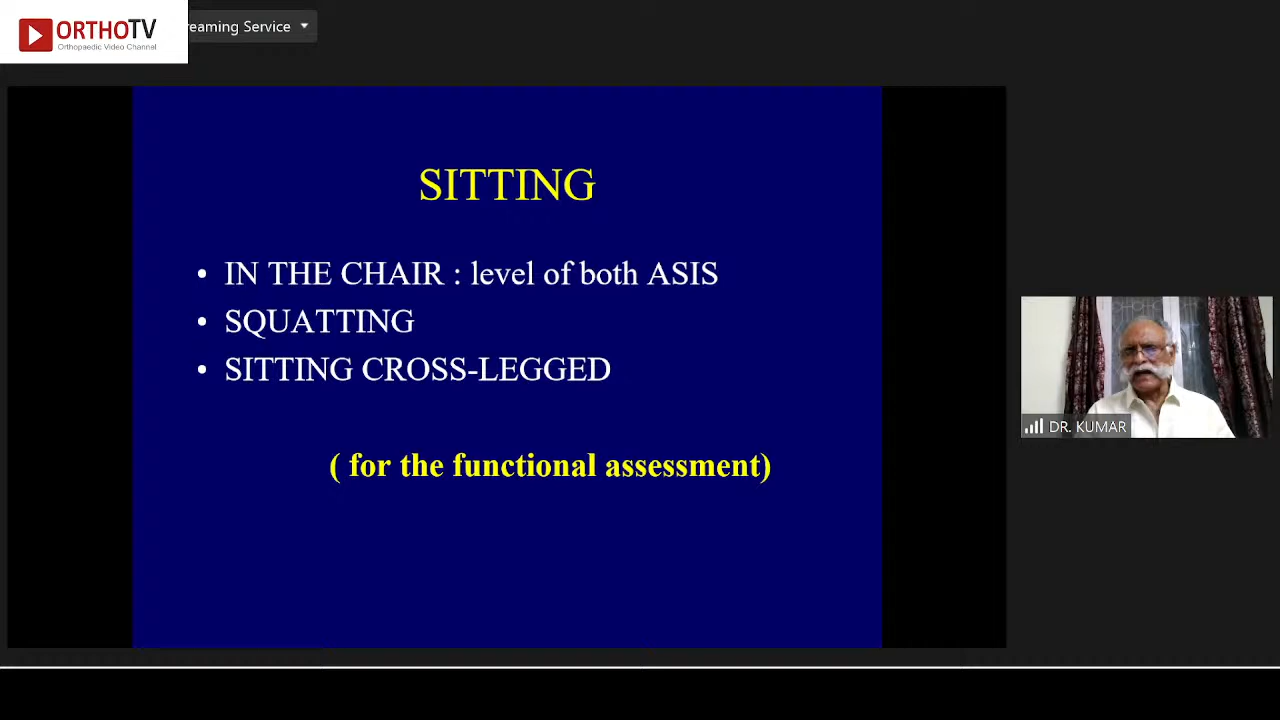 ORTHOTV
Orthopaedic Video Channel
reaming Service
SITTING
• IN THE CHAIR : level of both ASIS
• SQUATTING
• SITTING CROSS-LEGGED
( for the functional assessment)
DR. KUMAR